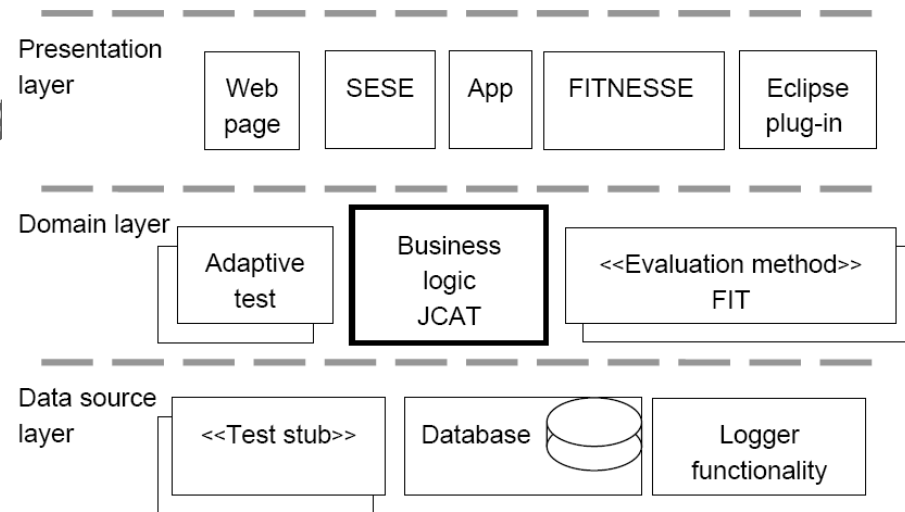 Presentation
layer
Web
page
SESE
App
FITNESSE
Eclipse
plug-in
Domain layer
Adaptive
test
Business
logic
JCAT
<<Evaluation method>>
FIT
Data source
layer
<<Test stub>>
Database
Logger
functionality